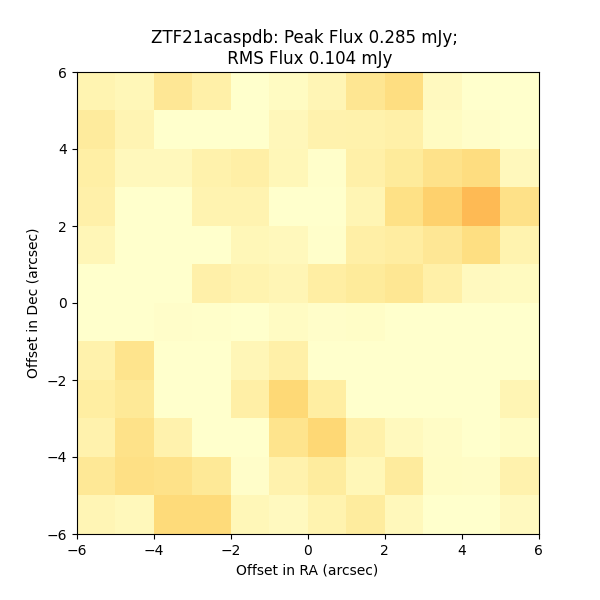 ZTF21acaspdb: Peak Flux 0.285 mJy;
RMS Flux 0.104 mJy
6
4
2
0
−2
−4
−6
Offset in Dec (arcsec)
−6 −4 −2 0 2 4 6
Offset in RA (arcsec)